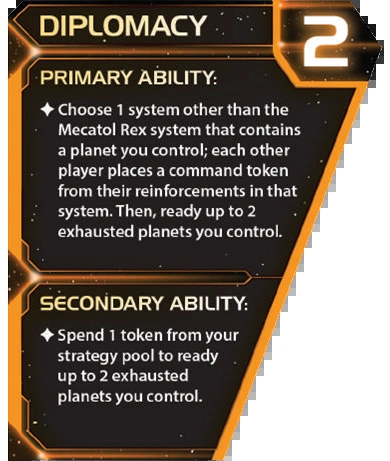 DIPLOMACY
2
PRIMARY ABILITY:
Choose 1 system other than the
Mecatol Rex system that contains
a planet you control; each other
player places a command token
from their reinforcements in that
system. Then, ready up to 2
exhausted planets you control.
SECONDARY ABILITY:
Spend 1 token from your
strategy pool to ready
up to 2 exhausted
planets you control.